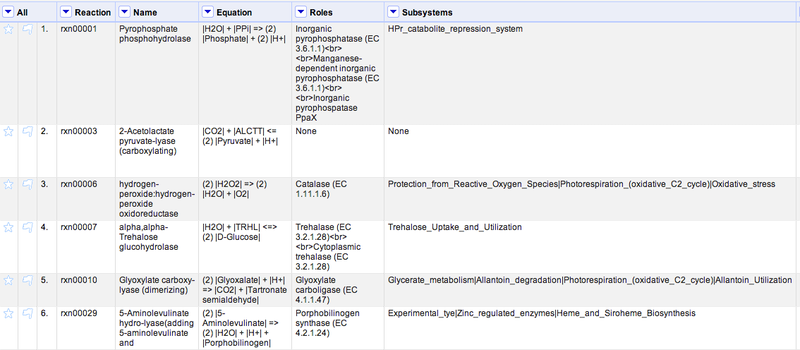 All Reaction Name Equation Roles Subsystems
1. rxn00001 Pyrophosphate |H2O| + |PPi| => (2) Inorganic HPr_catabolite_repression_system
phosphohydrolase |Phosphate| + (2) |H+| pyrophosphatase (EC
3.6.1.1)<br>
<br>Manganese-
dependent inorganic
pyrophosphatase (EC
3.6.1.1)<br>
<br>Inorganic
pyrophospatase
PpaX
2. rxn00003 2-Acetolactate |CO2| + |ALCTT| <= None None
pyruvate-lyase (2) |Pyruvate| + |H+|
(carboxylating)
3. rxn00006 hydrogen- (2) |H2O2| => (2) Catalase (EC Protection_from_Reactive_Oxygen_Species|Photorespiration_(oxidative_C2_cycle)|Oxidative_stress
peroxide:hydrogen- |H2O| + |O2| 1.11.1.6)
peroxide
oxidoreductase
4. rxn00007 alpha,alpha- |H2O| + |TRHL| <=> Trehalase (EC Trehalose_Uptake_and_Utilization
Trehalose (2) |D-Glucose| 3.2.1.28)<br>
glucohydrolase <br>Cytoplasmic
trehalase (EC
3.2.1.28)
5. rxn00010 Glyoxylate carboxy- (2) |Glyoxalate| + |H+| Glyoxylate Glycerate_metabolism|Allantoin_degradation|Photorespiration_(oxidative_C2_cycle)|Allantoin_Utilization
lyase (dimerizing) => |CO2| + |Tartronate carboligase (EC
semialdehyde| 4.1.1.47)
6. rxn00029 5-Aminolevulinate (2) |5- Porphobilinogen Experimental_tye|Zinc_regulated_enzymes|Heme_and_Siroheme_Biosynthesis
hydro-lyase(adding Aminolevulinate| => synthase (EC
5-aminolevulinate and (2) |H2O| + |H+| + 4.2.1.24)
|Porphobilinogen|